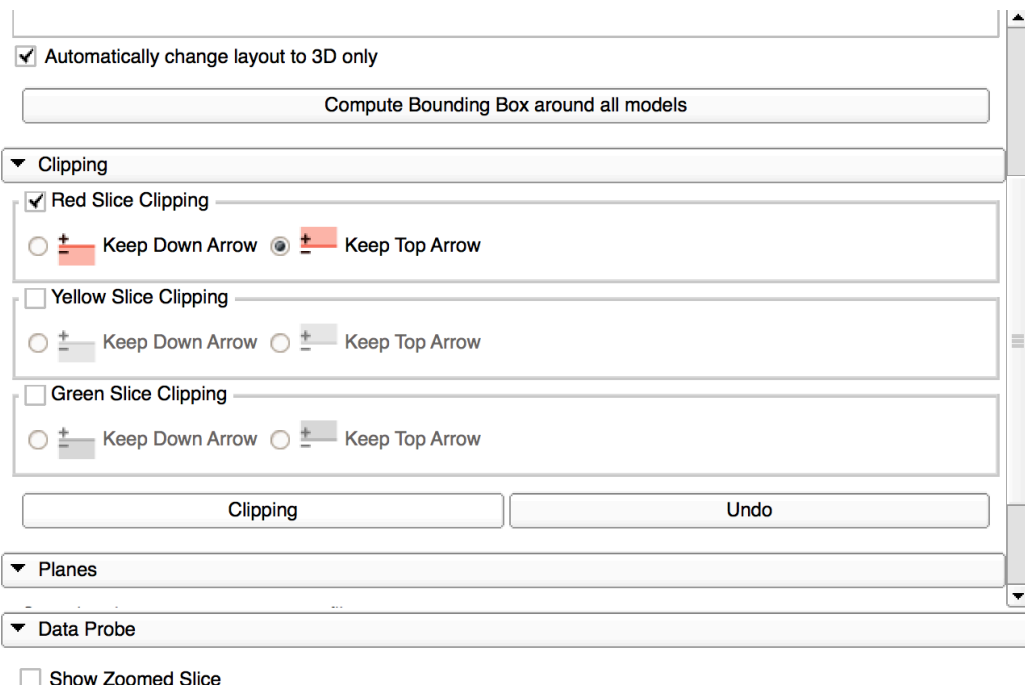 Automatically change layout to 3D only
Compute Bounding Box around all models
Clipping
Red Slice Clipping
+ − Keep Down Arrow + − Keep Top Arrow
Yellow Slice Clipping
+ − Keep Down Arrow + − Keep Top Arrow
Green Slice Clipping
+ − Keep Down Arrow + − Keep Top Arrow
Clipping Undo
Planes
Data Probe
Show Zoomed Slice